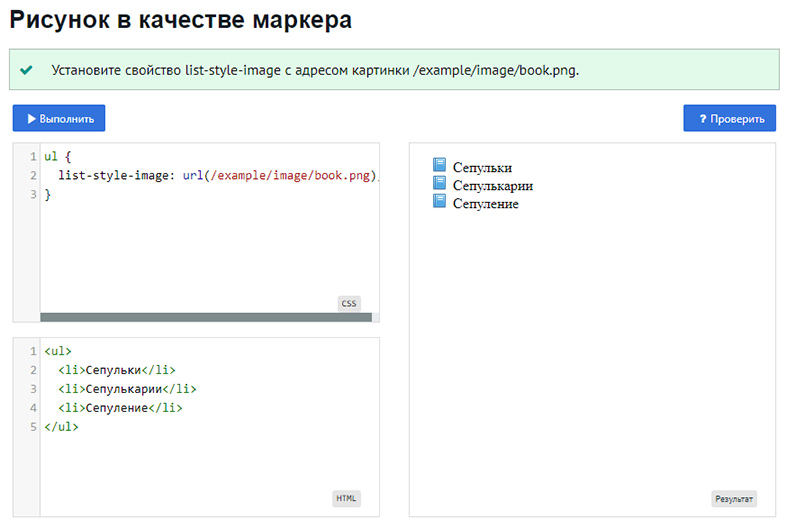 Рисунок в качестве маркера
Установите свойство list-style-image с адресом картинки /example/image/book.png.
Выполнить
? Проверить
1 ul {
2 list-style-image: url(/example/image/book.png);
3 }
CSS
1 <ul>
2 <li>Сепульки</li>
3 <li>Сепулькарии</li>
4 <li>Сепуление</li>
5 </ul>
HTML
Сепульки
Сепулькарии
Сепуление
Результат